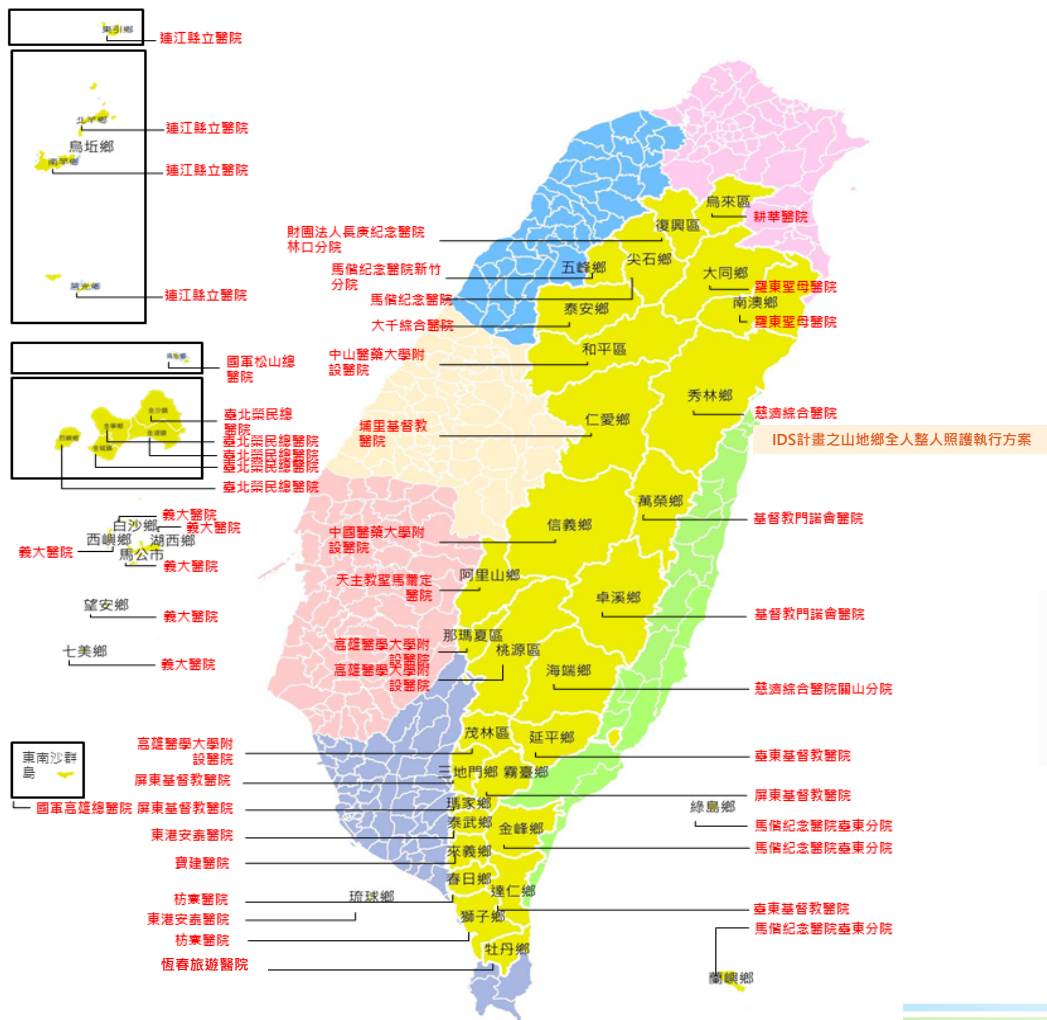 東引鄉
連江縣立醫院
北竿鄉
連江縣立醫院
烏坵鄉
南竿鄉
連江縣立醫院
莒光鄉
連江縣立醫院
烏坵鄉
國軍松山總
醫院
金沙鎮
臺北榮民總
醫院
金寧鄉
臺北榮民總醫院
金湖鎮
臺北榮民總醫院
烈嶼鄉
金城鎮
臺北榮民總醫院
臺北榮民總醫院
義大醫院
白沙鄉
義大醫院
西嶼鄉
湖西鄉
義大醫院
馬公市
義大醫院
望安鄉
義大醫院
七美鄉
義大醫院
東南沙群
島
國軍高雄總醫院
烏來區
耕莘醫院
復興區
財團法人長庚紀念醫院
林口分院
尖石鄉
五峰鄉
馬偕紀念醫院新竹
分院
馬偕紀念醫院
大同鄉
羅東聖母醫院
南澳鄉
羅東聖母醫院
泰安鄉
大千綜合醫院
和平區
中山醫藥大學附
設醫院
秀林鄉
慈濟綜合醫院
仁愛鄉
埔里基督教
醫院
IDS計畫之山地鄉全人整人照護執行方案
萬榮鄉
基督教門諾會醫院
信義鄉
中國醫藥大學附
設醫院
阿里山鄉
天主教聖馬爾定
醫院
卓溪鄉
基督教門諾會醫院
那瑪夏區
高雄醫學大學附
設醫院
桃源區
高雄醫學大學附
設醫院
海端鄉
慈濟綜合醫院關山分院
茂林區
高雄醫學大學附
設醫院
延平鄉
臺東基督教醫院
三地門鄉
屏東基督教醫院
霧臺鄉
屏東基督教醫院
瑪家鄉
屏東基督教醫院
綠島鄉
馬偕紀念醫院臺東分院
泰武鄉
東港安泰醫院
金峰鄉
馬偕紀念醫院臺東分院
來義鄉
寶建醫院
春日鄉
枋寮醫院
達仁鄉
臺東基督教醫院
琉球鄉
東港安泰醫院
獅子鄉
枋寮醫院
馬偕紀念醫院臺東分院
蘭嶼鄉
牡丹鄉
恆春旅遊醫院